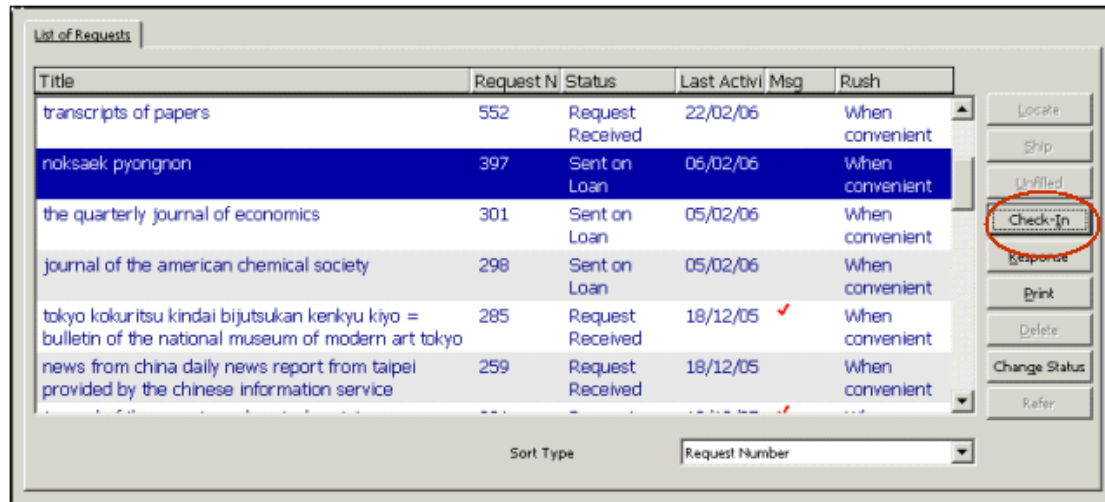 List of Requests
Title Request N Status Last Activi Msg Rush
transcripts of papers 552 Request 22/02/06 When
Received convenient
noksaek pyongnon 397 Sent on 06/02/06 When
Loan convenient
the quarterly journal of economics 301 Sent on 05/02/06 When
Loan convenient
journal of the american chemical society 298 Sent on 05/02/06 When
Loan convenient
tokyo kokuritsu kindai bijutsukan kenkyu kiyo = 285 Request 18/12/05 When
bulletin of the national museum of modern art tokyo Received convenient
news from china daily news report from taipei 259 Request 18/12/05 When
provided by the chinese information service Received convenient
Locate
Ship
Unfilled
Check-In
Response
Print
Delete
Change Status
Refer
Sort Type Request Number